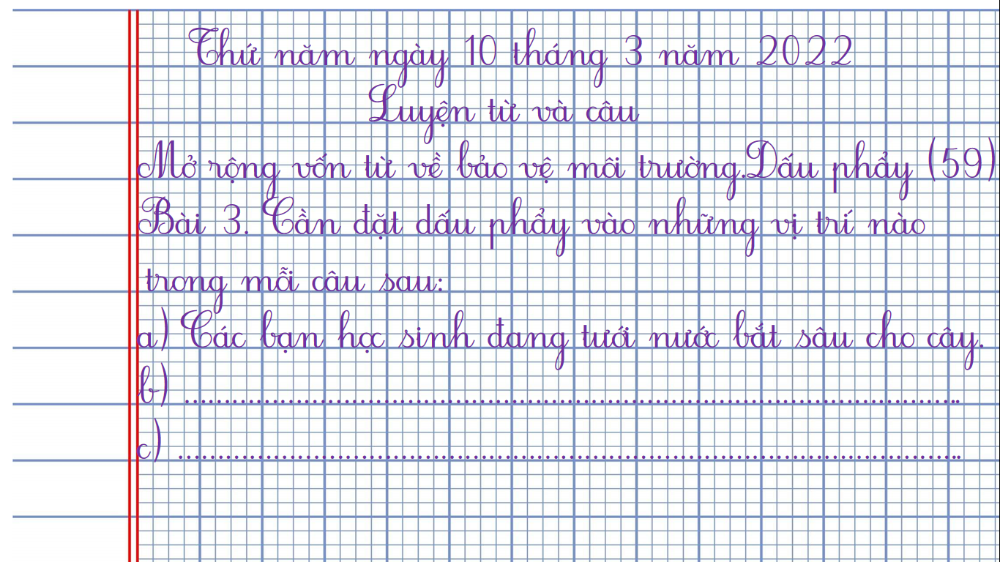 Thứ năm ngày 10 tháng 3 năm 2022
Luyện từ và câu
Mở rộng vốn từ về bảo vệ môi trường.Dấu phẩy (59)
Bài 3. Cần đặt dấu phẩy vào những vị trí nào
trong mỗi câu sau:
a) Các bạn học sinh đang tưới nước bắt sâu cho cây.
b) ........................................................................................................
c) ........................................................................................................